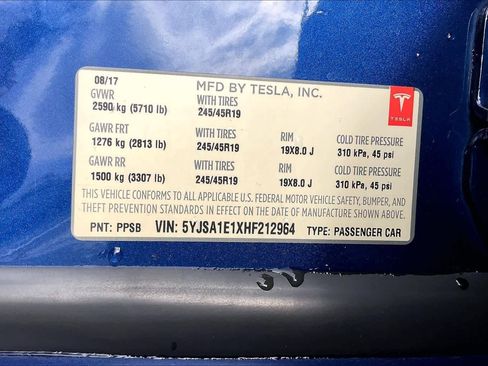 08/17 MFD BY TESLA, INC.
GVWR WITH TIRES
2590 kg (5710 lb) 245/45R19
TESLA
GAWR FRT WITH TIRES RIM COLD TIRE PRESSURE
1276 kg (2813 lb) 245/45R19 19X8.0 J 310 kPa, 45 psi
GAWR RR WITH TIRES RIM COLD TIRE PRESSURE
1500 kg (3307 lb) 245/45R19 19X8.0 J 310 kPa, 45 psi
THIS VEHICLE CONFORMS TO ALL APPLICABLE U.S. FEDERAL MOTOR VEHICLE SAFETY, BUMPER, AND
THEFT PREVENTION STANDARDS IN EFFECT ON THE DATE OF MANUFACTURE SHOWN ABOVE.
PNT: PPSB VIN: 5YJSA1E1XHF212964 TYPE: PASSENGER CAR